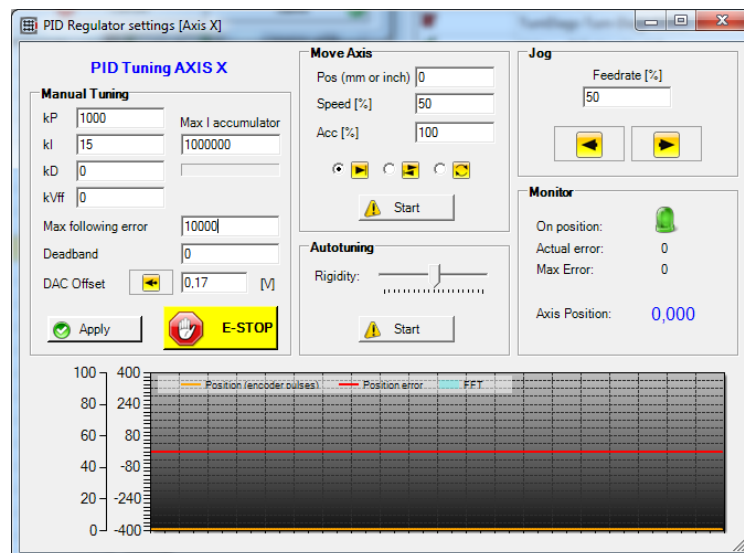 PID Regulator settings [Axis X]
PID Tuning AXIS X
Manual Tuning
kP 1000
Max I accumulator
kI 15 1000000
kD 0
kVff 0
Max following error 10000
Deadband 0
DAC Offset 0,17 [V]
Apply
E-STOP
Move Axis
Pos (mm or inch) 0
Speed [%] 50
Acc [%] 100
Start
Autotuning
Rigidity:
Start
Jog
Feedrate [%]
50
Monitor
On position:
Actual error: 0
Max Error: 0
Axis Position: 0,000
Position (encoder pulses) Position error FFT
100 400
80 240
60 80
40 -80
20 -240
0 -400